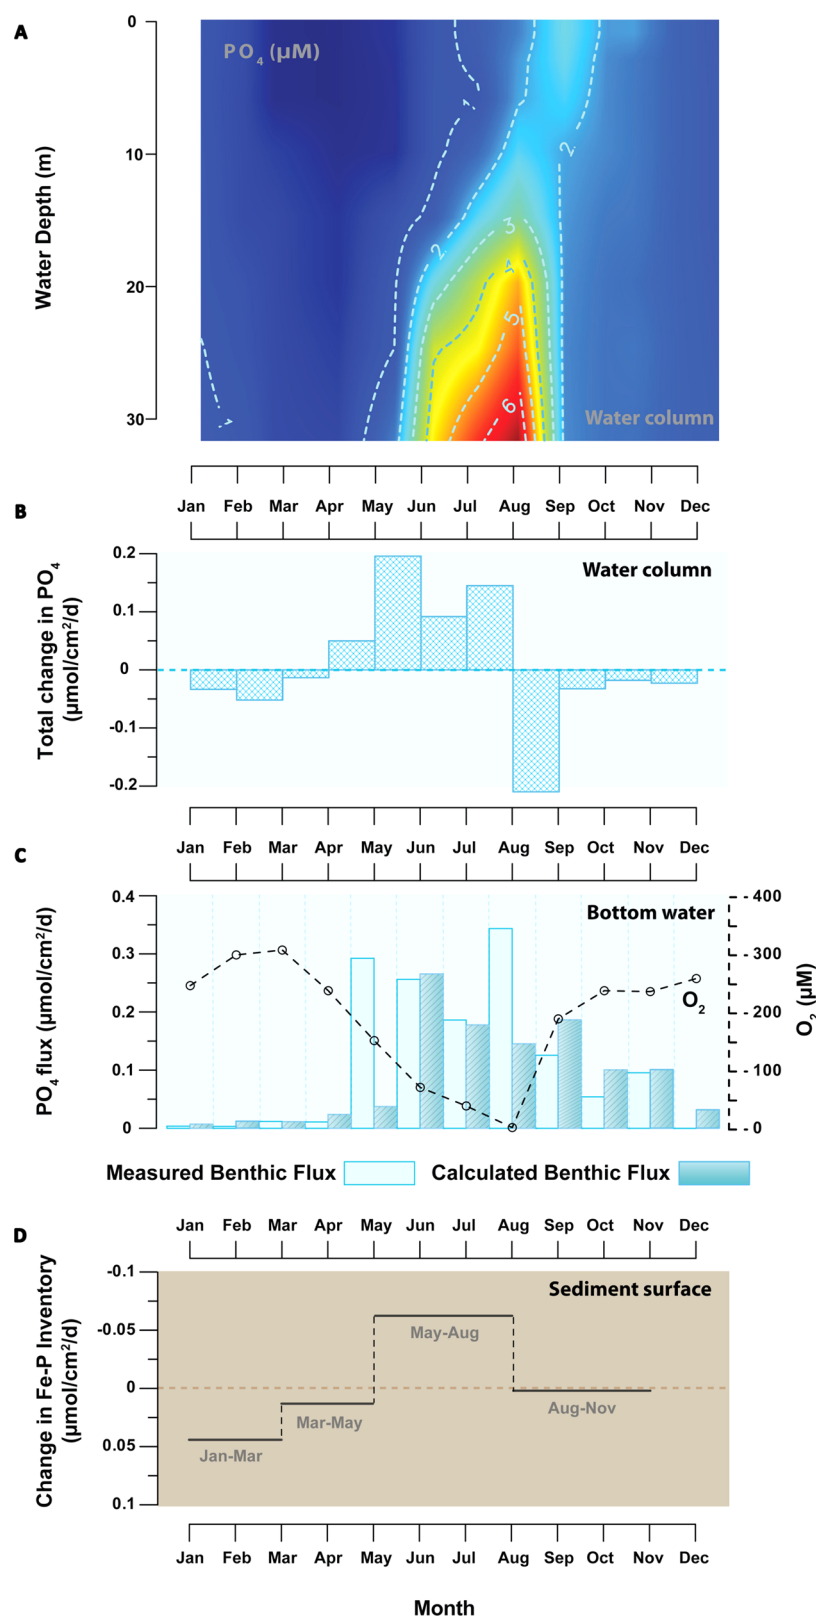 A
0
10
20
30
Water Depth (m)
PO4 (µM)
1
2
2
3
4
5
6
1
Water column
Jan Feb Mar Apr May Jun Jul Aug Sep Oct Nov Dec
B
0.2
0.1
0
-0.1
-0.2
Total change in PO4
(µmol/cm²/d)
Water column
Jan Feb Mar Apr May Jun Jul Aug Sep Oct Nov Dec
C
0.4
0.3
0.2
0.1
0
PO4 flux (µmol/cm²/d)
Bottom water
O2
400
300
200
100
0
O2 (µM)
Measured Benthic Flux
Calculated Benthic Flux
Jan Feb Mar Apr May Jun Jul Aug Sep Oct Nov Dec
D
-0.1
-0.05
0
0.05
0.1
Change in Fe-P Inventory
(µmol/cm²/d)
Sediment surface
May-Aug
Mar-May
Aug-Nov
Jan-Mar
Jan Feb Mar Apr May Jun Jul Aug Sep Oct Nov Dec
Month